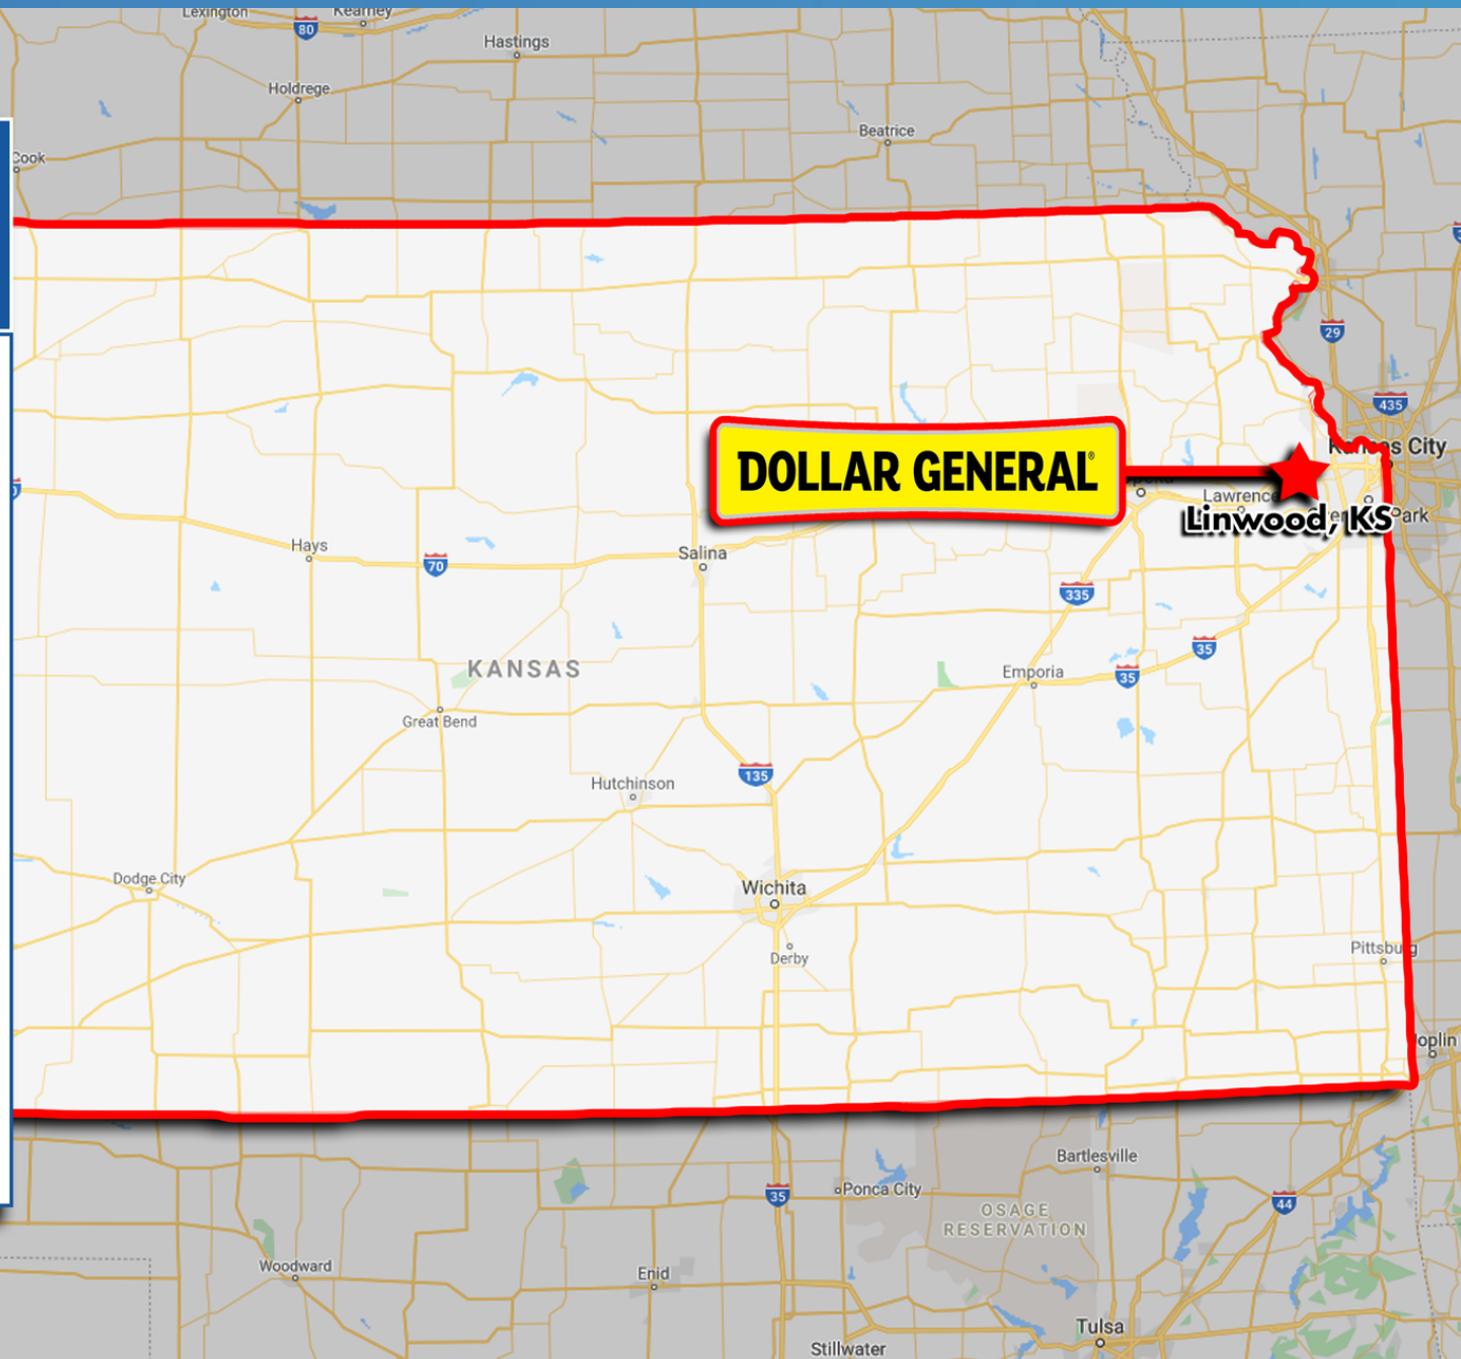 Lexington
Kearney
80
Hastings
Holdrege
Beatrice
Cook
29
435
Kansas City
DOLLAR GENERAL®
Lawrence
Linwood, KS
Park
Hays
70
Salina
335
35
KANSAS
Emporia
35
Great Bend
135
Hutchinson
Dodge City
Wichita
Derby
Pittsburg
Joplin
Bartlesville
35
Ponca City
44
OSAGE
RESERVATION
Woodward
Enid
Tulsa
Stillwater